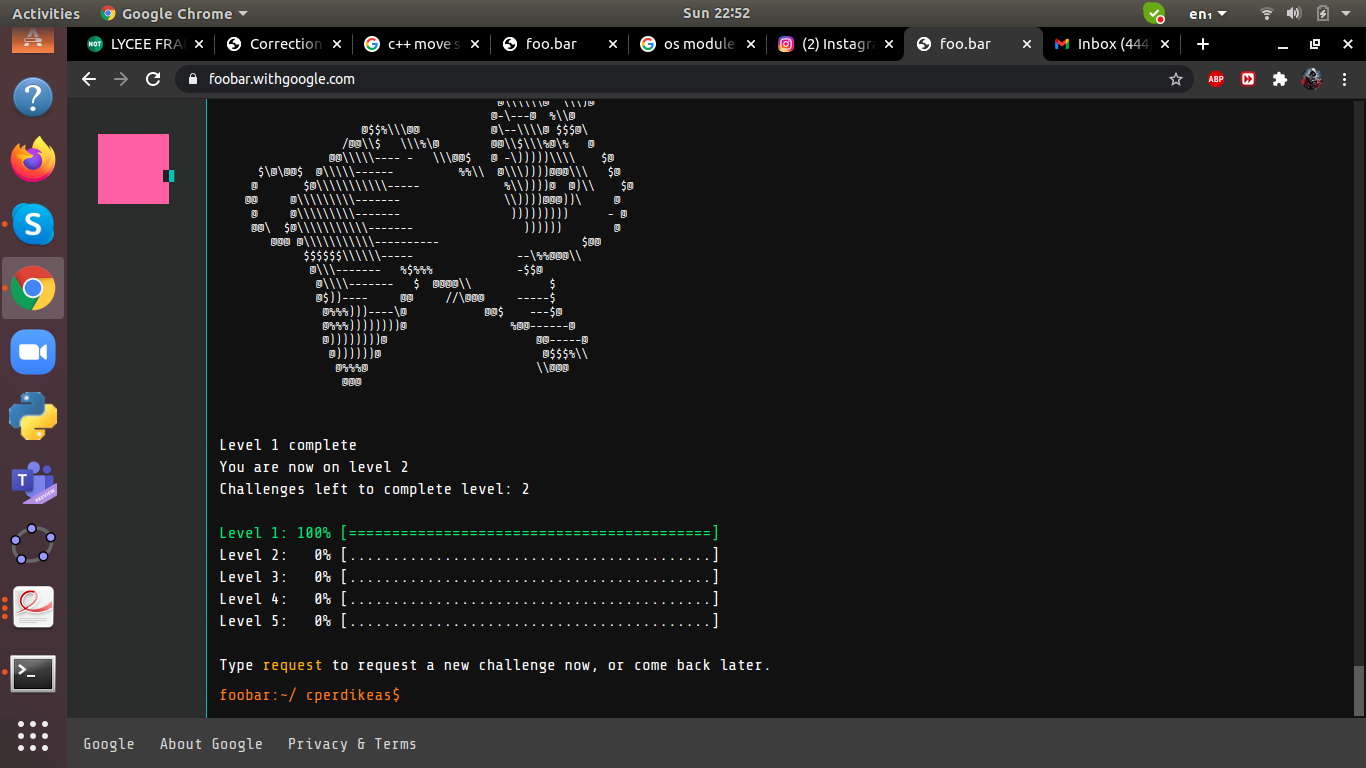 Activities Google Chrome Sun 22:52 en₁
LYCEE FRA Correction c++ move s foo.bar os module (2) Instagra foo.bar Inbox (444)
foobar.withgoogle.com ABP
Level 1 complete
You are now on level 2
Challenges left to complete level: 2
Level 1: 100% [==========================================]
Level 2: 0% [..........................................]
Level 3: 0% [..........................................]
Level 4: 0% [..........................................]
Level 5: 0% [..........................................]
Type request to request a new challenge now, or come back later.
foobar:~/ cperdikeas$
Google About Google Privacy & Terms